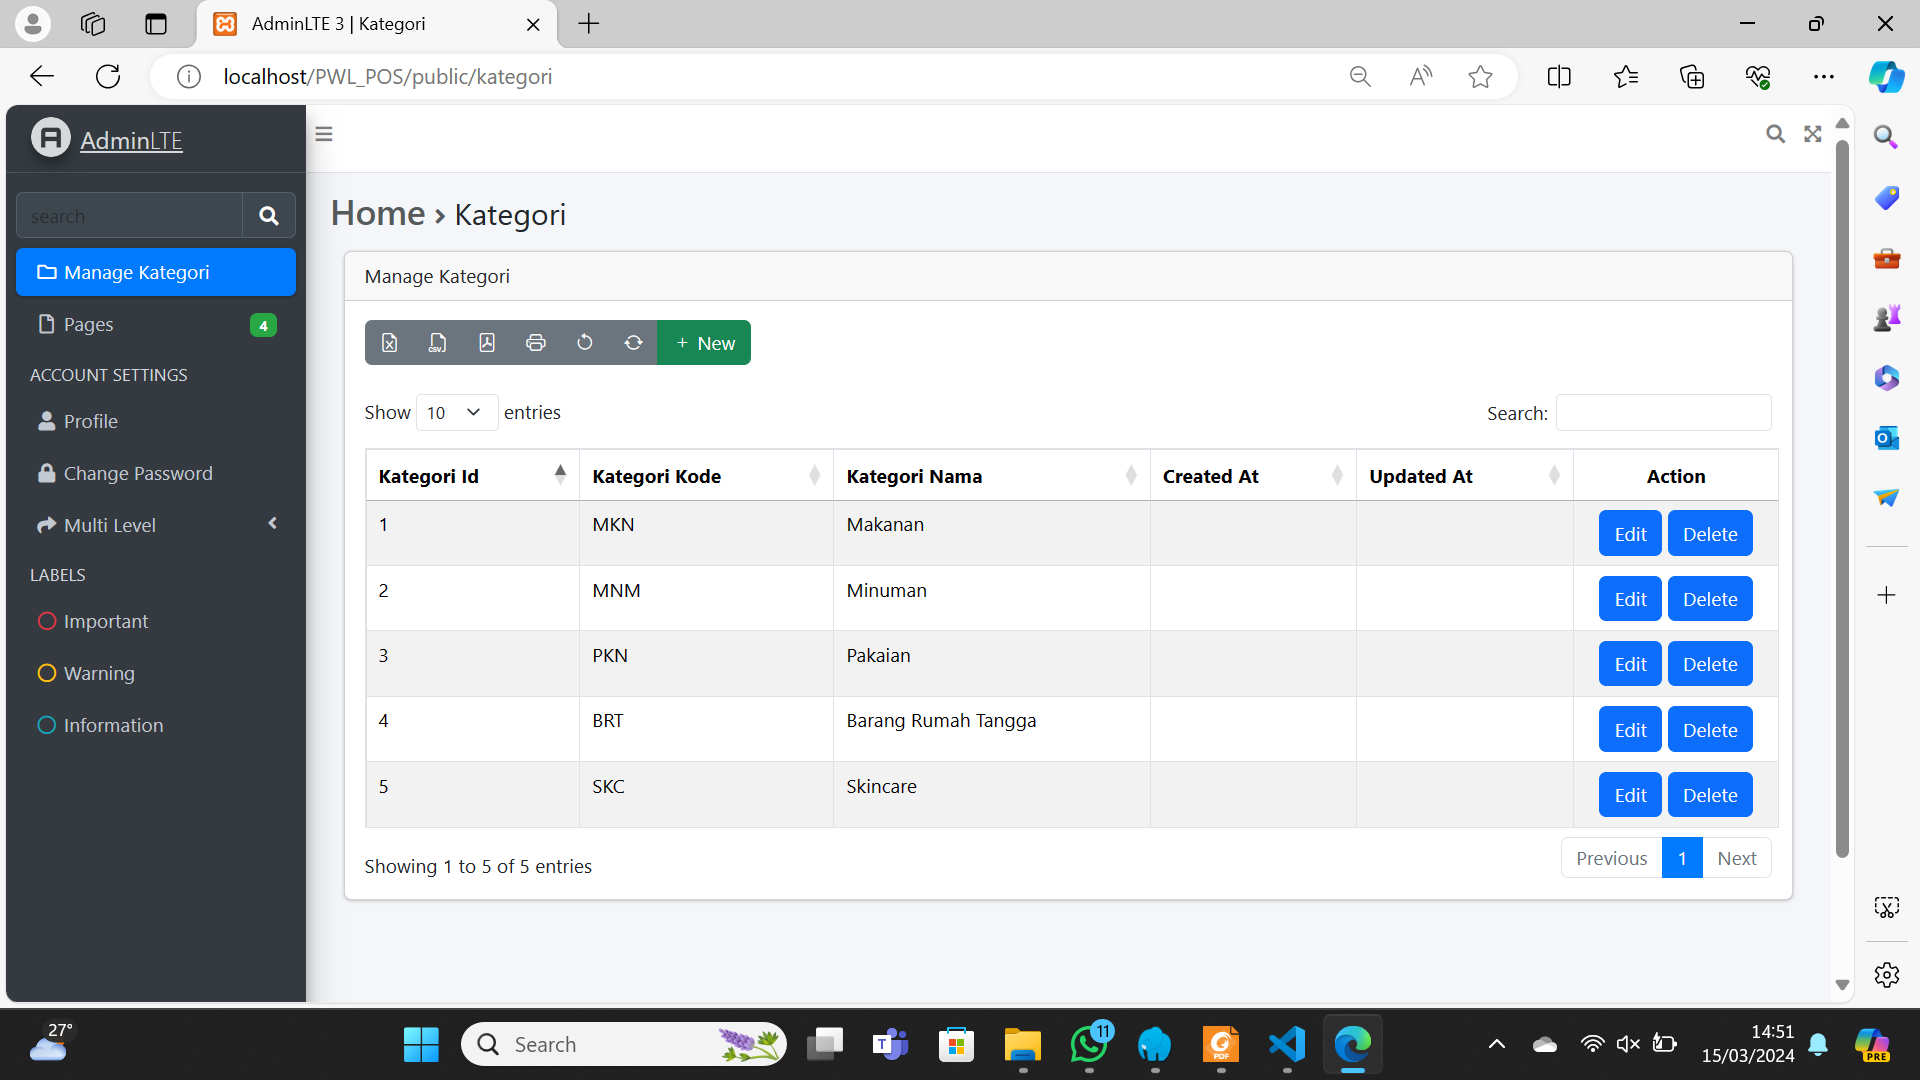 AdminLTE 3 | Kategori
localhost/PWL_POS/public/kategori
AdminLTE
search
Manage Kategori
Pages 4
ACCOUNT SETTINGS
Profile
Change Password
Multi Level
LABELS
Important
Warning
Information
Home › Kategori
Manage Kategori
CSV
+ New
Show 10 entries
Search:
Kategori Id Kategori Kode Kategori Nama Created At Updated At Action
1 MKN Makanan Edit Delete
2 MNM Minuman Edit Delete
3 PKN Pakaian Edit Delete
4 BRT Barang Rumah Tangga Edit Delete
5 SKC Skincare Edit Delete
Showing 1 to 5 of 5 entries
Previous 1 Next
27°
Search
11
PDF
14:51
15/03/2024
PRE